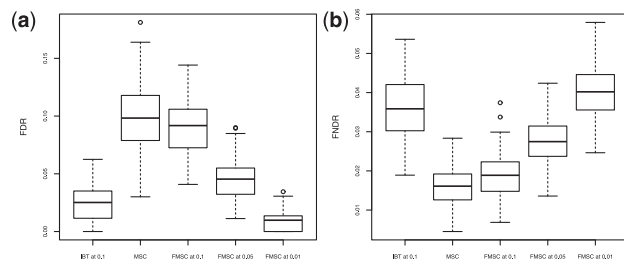 (a)
FDR
0.15
0.10
0.05
0.00
IBT at 0.1 MSC FMSC at 0.1 FMSC at 0.05 FMSC at 0.01
(b)
FNDR
0.06
0.05
0.04
0.03
0.02
0.01
IBT at 0.1 MSC FMSC at 0.1 FMSC at 0.05 FMSC at 0.01